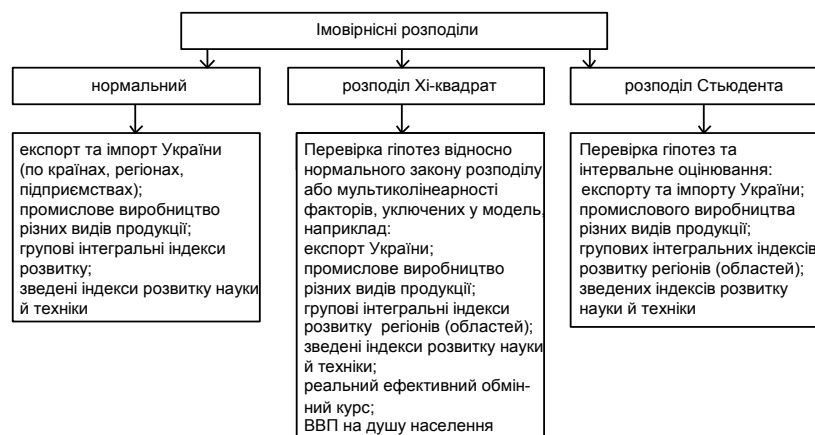 Імовірнісні розподіли
нормальний
розподіл Хі-квадрат
розподіл Стьюдента
експорт та імпорт України
(по країнах, регіонах,
підприємствах);
промислове виробництво
різних видів продукції;
групові інтегральні індекси
розвитку;
зведені індекси розвитку науки
й техніки
Перевірка гіпотез відносно
нормального закону розподілу
або мультиколінеарності
факторів, уключених у модель,
наприклад:
експорт України;
промислове виробництво
різних видів продукції;
групові інтегральні індекси
розвитку регіонів (областей);
зведені індекси розвитку науки
й техніки;
реальний ефективний обмін-
ний курс;
ВВП на душу населення
Перевірка гіпотез та
інтервальне оцінювання:
експорту та імпорту України;
промислового виробництва
різних видів продукції;
групових інтегральних індексів
розвитку регіонів (областей);
зведених індексів розвитку
науки й техніки